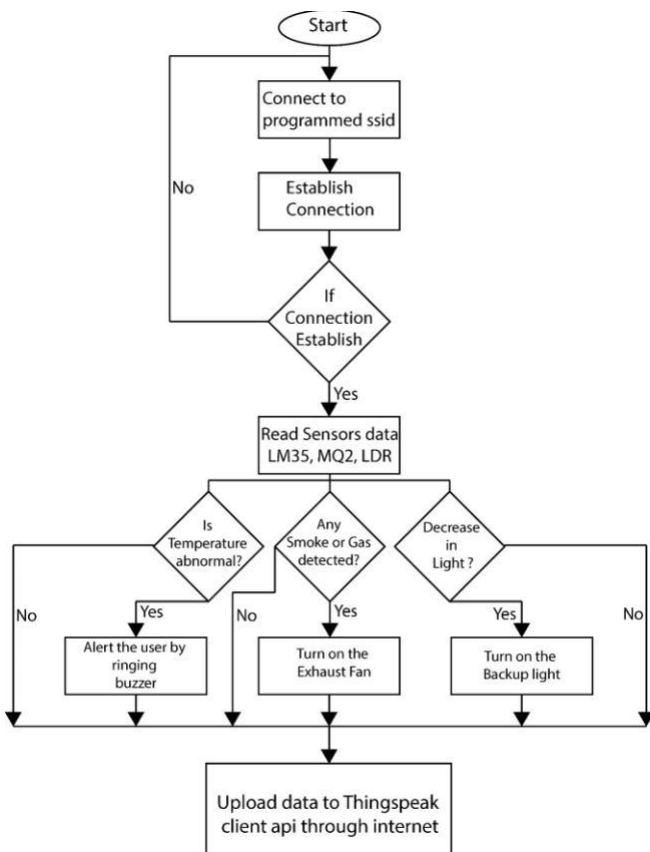 Start
Connect to
programmed ssid
No
Establish
Connection
If
Connection
Establish
Yes
Read Sensors data
LM35, MQ2, LDR
Is
Temperature
abnormal?
Any
Smoke or Gas
detected?
Decrease
in
Light ?
No
Yes
No
Yes
Yes
No
Alert the user by
ringing
buzzer
Turn on the
Exhaust Fan
Turn on the
Backup light
Upload data to Thingspeak
client api through internet